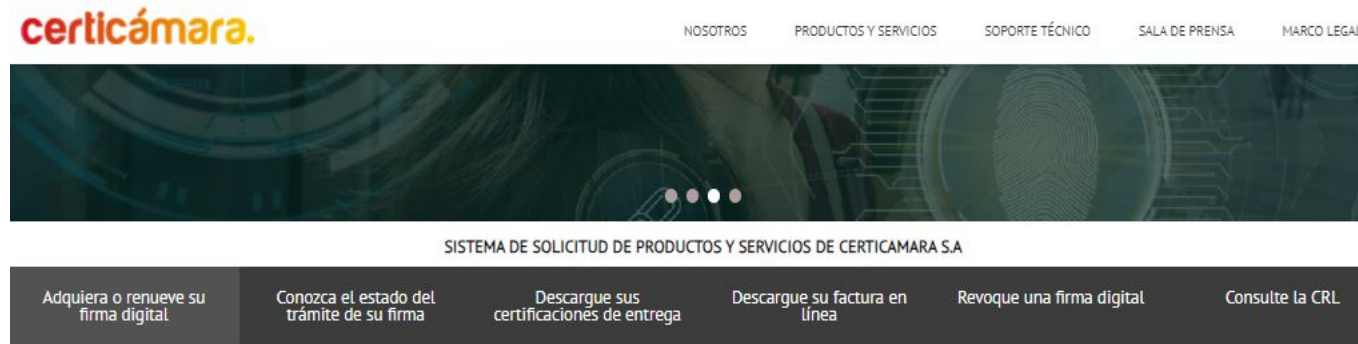 certicámara.
NOSOTROS PRODUCTOS Y SERVICIOS SOPORTE TÉCNICO SALA DE PRENSA MARCO LEGAL
SISTEMA DE SOLICITUD DE PRODUCTOS Y SERVICIOS DE CERTICAMARA S.A
Adquiera o renueve su
firma digital
Conozca el estado del
trámite de su firma
Descargue sus
certificaciones de entrega
Descargue su factura en
línea
Revoque una firma digital
Consulte la CRL